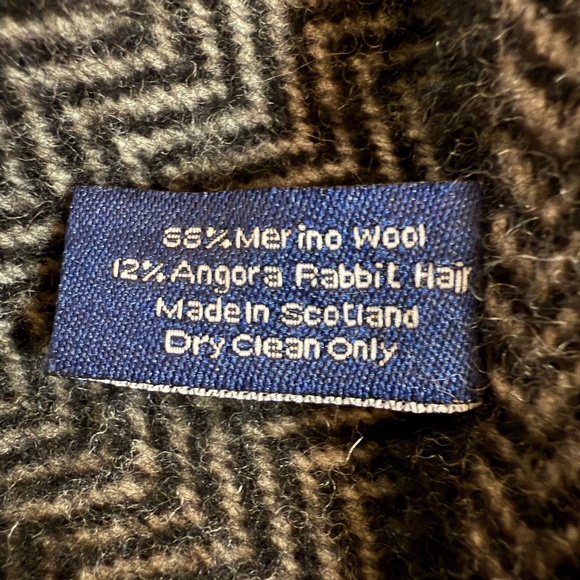 88% Merino Wool
12% Angora Rabbit Hair
Made in Scotland
Dry Clean Only